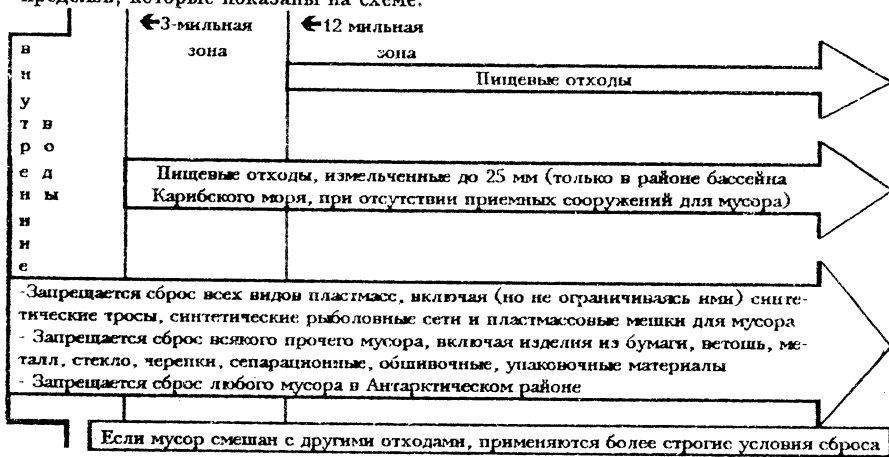 пределов, которые показаны на схеме.
←3-мильная зона
←12 мильная зона
внутренние воды
Пищевые отходы
Пищевые отходы, измельченные до 25 мм (только в районе бассейна
Карибского моря, при отсутствии приемных сооружений для мусора)
-Запрещается сброс всех видов пластмасс, включая (но не ограничиваясь ими) синте-
тические тросы, синтетические рыболовные сети и пластмассовые мешки для мусора
- Запрещается сброс всякого прочего мусора, включая изделия из бумаги, ветошь, ме-
талл, стекло, черепки, сепарационные, обшивочные, упаковочные материалы
- Запрещается сброс любого мусора в Антарктическом районе
Если мусор смешан с другими отходами, применяются более строгие условия сброса